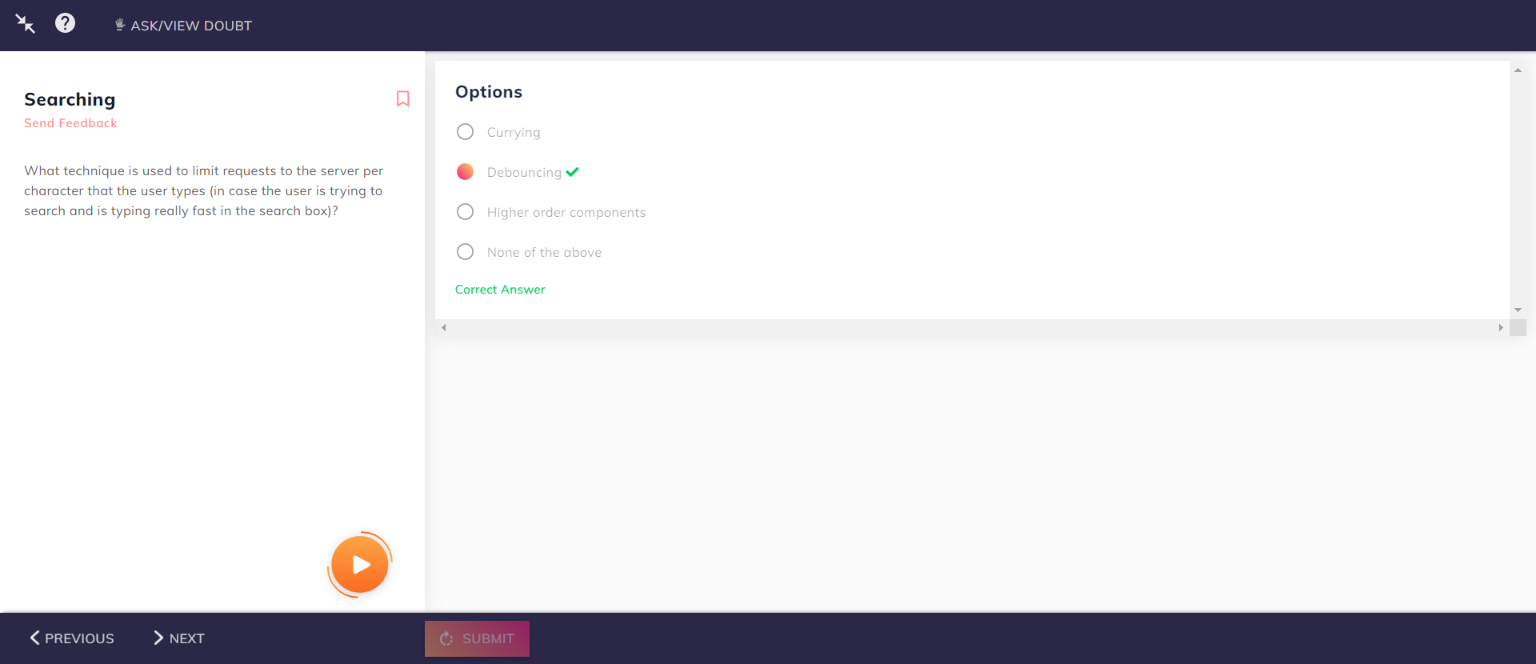 ASK/VIEW DOUBT
Searching
Send Feedback
What technique is used to limit requests to the server per
character that the user types (in case the user is trying to
search and is typing really fast in the search box)?
Options
Currying
Debouncing
Higher order components
None of the above
Correct Answer
PREVIOUS
NEXT
SUBMIT